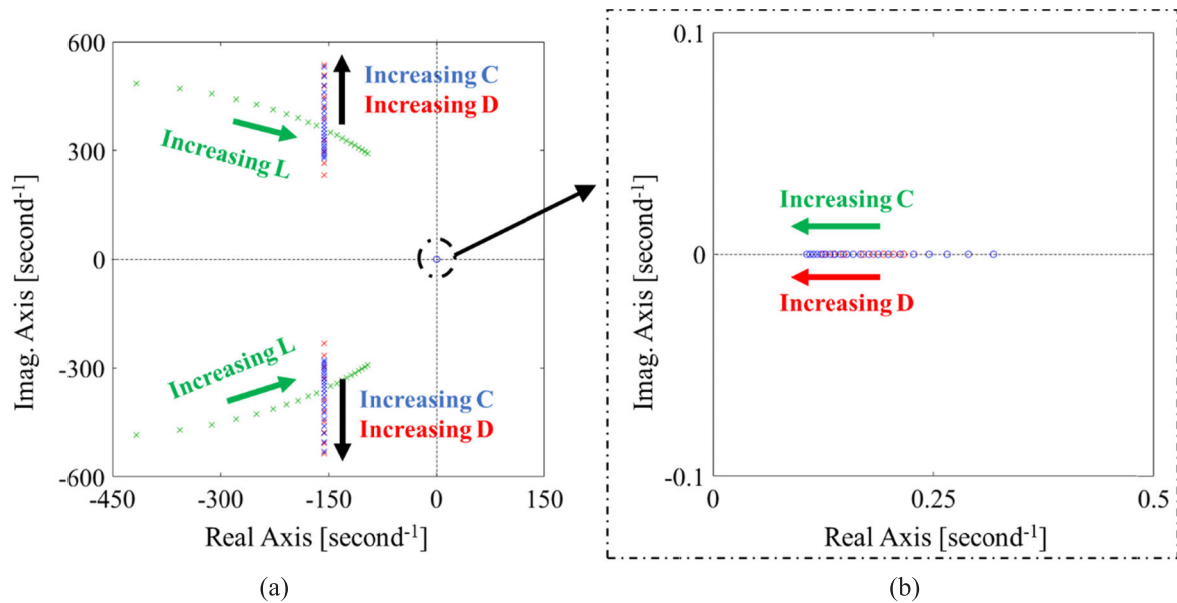 600
300
0
-300
-600
-450
-300
-150
0
150
Imag. Axis [second-1]
Real Axis [second-1]
Increasing C
Increasing D
Increasing L
Increasing L
Increasing C
Increasing D
(a)
0.1
0
-0.1
0
0.25
0.5
Imag. Axis [second-1]
Real Axis [second-1]
Increasing C
Increasing D
(b)